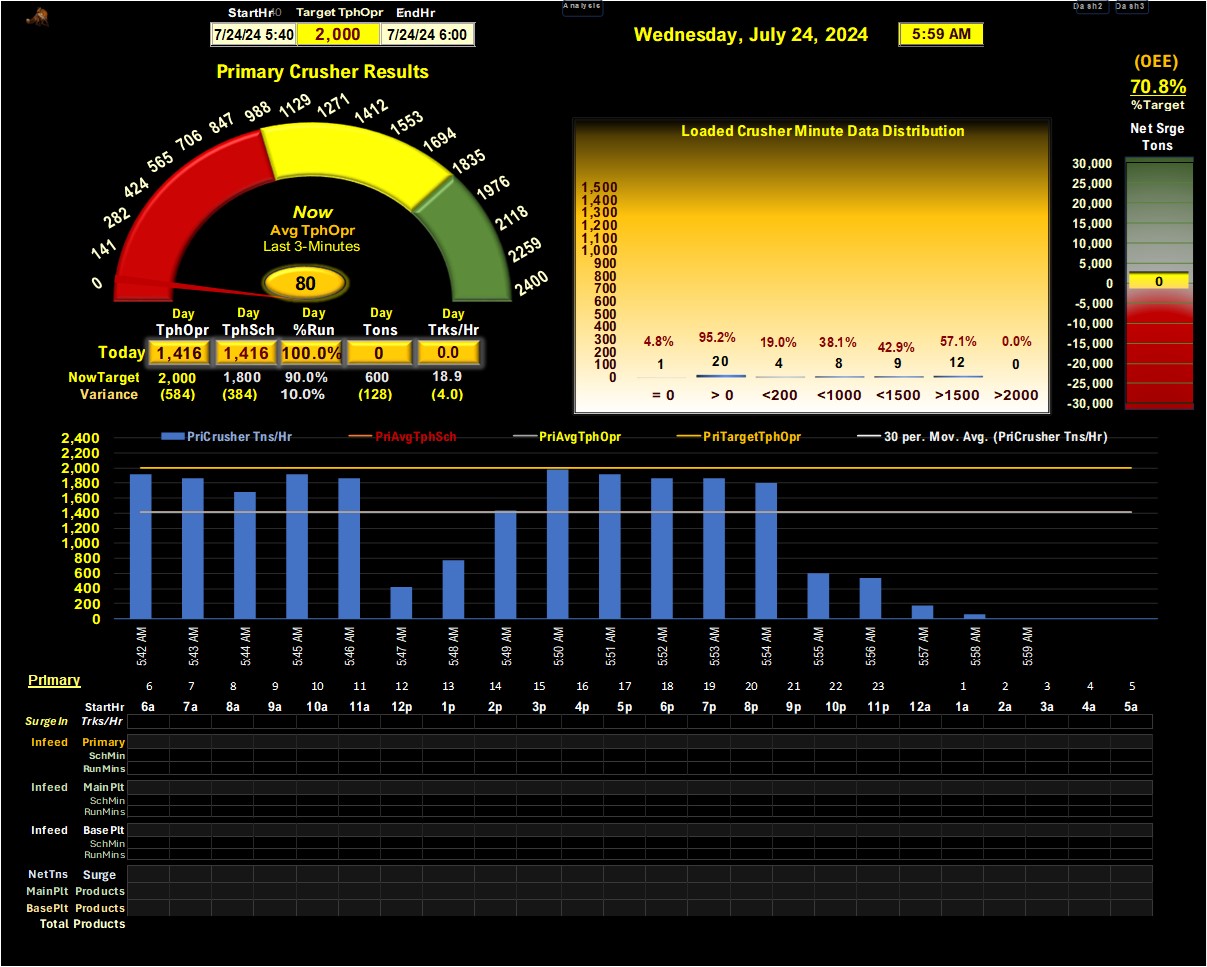 StartHr Target TphOpr EndHr
7/24/24 5:40 2,000 7/24/24 6:00
Analysis
Dash2 Dash3
Wednesday, July 24, 2024 5:59 AM
(OEE)
70.8%
%Target
Net Srge
Tons
30,000
25,000
20,000
15,000
10,000
5,000
0
-5,000
-10,000
-15,000
-20,000
-25,000
-30,000
0
Primary Crusher Results
0 141 282 424 565 706 847 988 1129 1271 1412 1553 1694 1835 1976 2118 2259 2400
Now
Avg TphOpr
Last 3-Minutes
80
Day Day Day Day Day
TphOpr TphSch %Run Tons Trks/Hr
Today 1,416 1,416 100.0% 0 0.0
NowTarget 2,000 1,800 90.0% 600 18.9
Variance (584) (384) 10.0% (128) (4.0)
Loaded Crusher Minute Data Distribution
1,500
1,400
1,300
1,200
1,100
1,000
900
800
700
600
500
400
300
200
100
0
4.8% 95.2% 19.0% 38.1% 42.9% 57.1% 0.0%
1 20 4 8 9 12 0
= 0 > 0 <200 <1000 <1500 >1500 >2000
PriCrusher Tns/Hr PriAvgTphSch PriAvgTphOpr PriTargetTphOpr 30 per. Mov. Avg. (PriCrusher Tns/Hr)
2,400
2,200
2,000
1,800
1,600
1,400
1,200
1,000
800
600
400
200
0
5:42 AM 5:43 AM 5:44 AM 5:45 AM 5:46 AM 5:47 AM 5:48 AM 5:49 AM 5:50 AM 5:51 AM 5:52 AM 5:53 AM 5:54 AM 5:55 AM 5:56 AM 5:57 AM 5:58 AM 5:59 AM
Primary
6 7 8 9 10 11 12 13 14 15 16 17 18 19 20 21 22 23 1 2 3 4 5
StartHr 6a 7a 8a 9a 10a 11a 12p 1p 2p 3p 4p 5p 6p 7p 8p 9p 10p 11p 12a 1a 2a 3a 4a 5a
SurgeIn Trks/Hr
Infeed Primary
SchMin
RunMins
Infeed MainPlt
SchMin
RunMins
Infeed BasePlt
SchMin
RunMins
NetTns Surge
MainPlt Products
BasePlt Products
Total Products